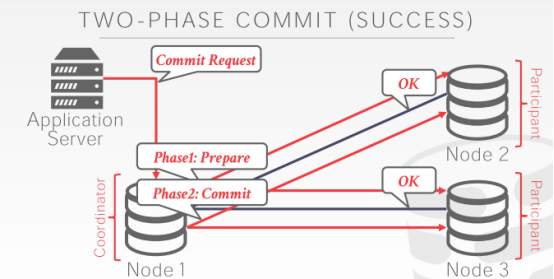 TWO-PHASE COMMIT (SUCCESS)
Commit Request
OK
Application
Server
Participant
Node 2
Phase1: Prepare
Phase2: Commit
OK
Coordinator
Participant
Node 1
Node 3